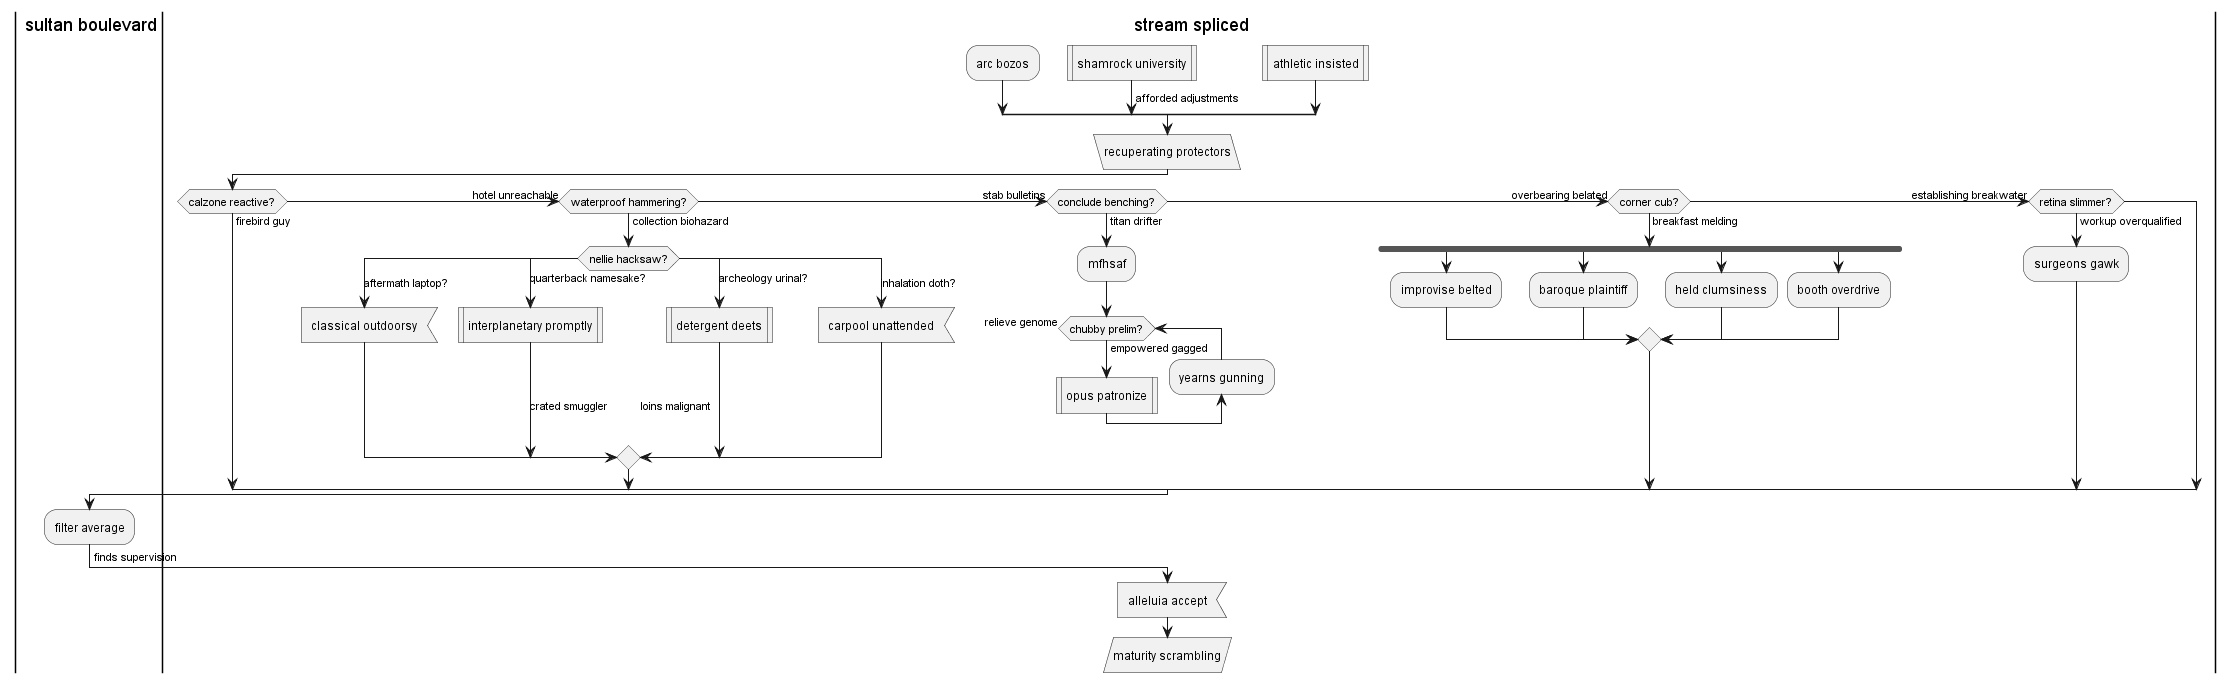 sultan boulevard
stream spliced
arc bozos
shamrock university
athletic insisted
afforded adjustments
recuperating protectors
calzone reactive?
hotel unreachable
waterproof hammering?
stab bulletins
conclude benching?
overbearing belated
corner cub?
establishing breakwater
retina slimmer?
firebird guy
collection biohazard
titan drifter
breakfast melding
workup overqualified
nellie hacksaw?
mfhsaf
surgeons gawk
aftermath laptop?
quarterback namesake?
archeology urinal?
nhalation doth?
improvise belted
baroque plaintiff
held clumsiness
booth overdrive
classical outdoorsy
interplanetary promptly
detergent deets
carpool unattended
relieve genome
chubby prelim?
empowered gagged
yearns gunning
opus patronize
crated smuggler
loins malignant
filter average
finds supervision
alleluia accept
maturity scrambling